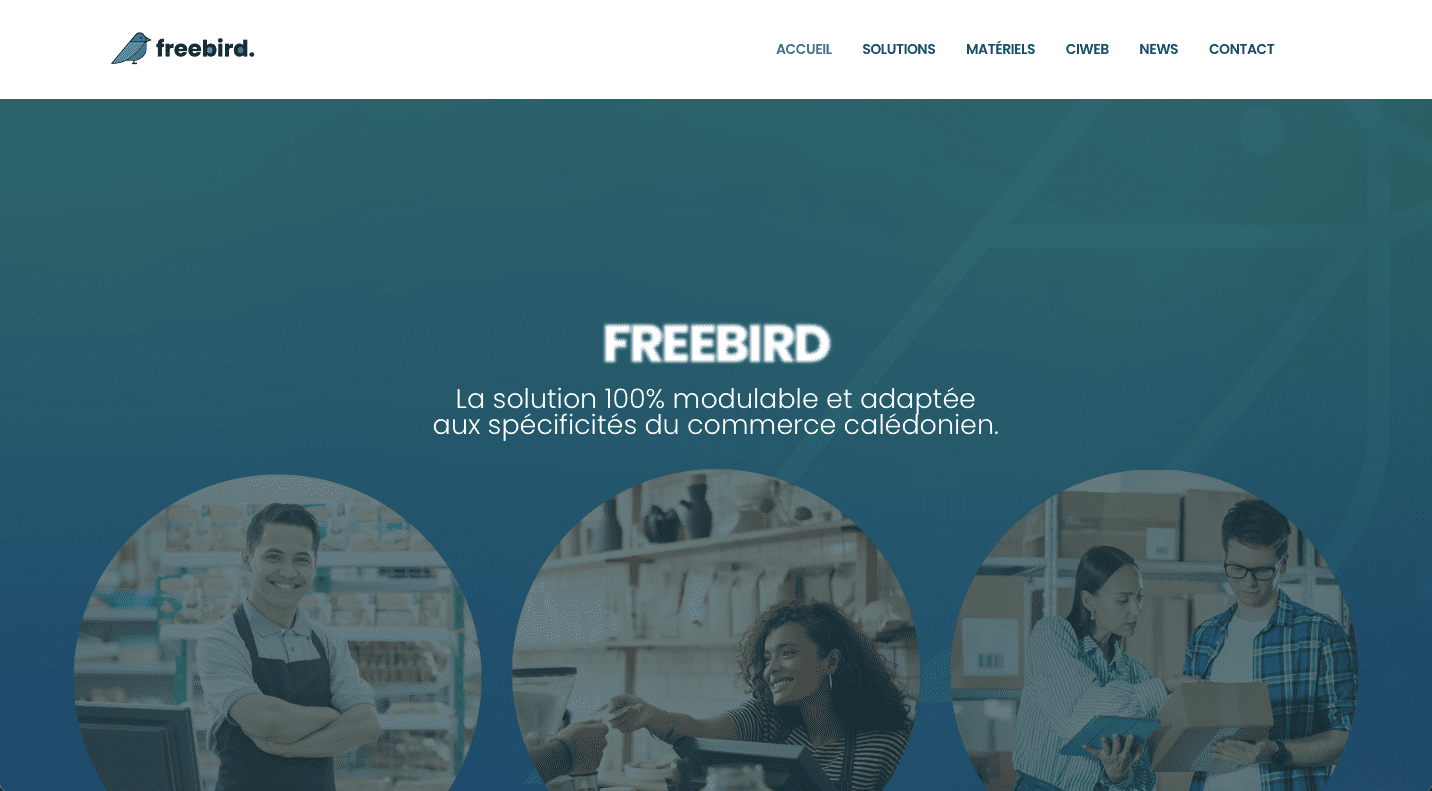 freebird.
ACCUEIL SOLUTIONS MATÉRIELS CIWEB NEWS CONTACT
FREEBIRD
La solution 100% modulable et adaptée
aux spécificités du commerce calédonien.